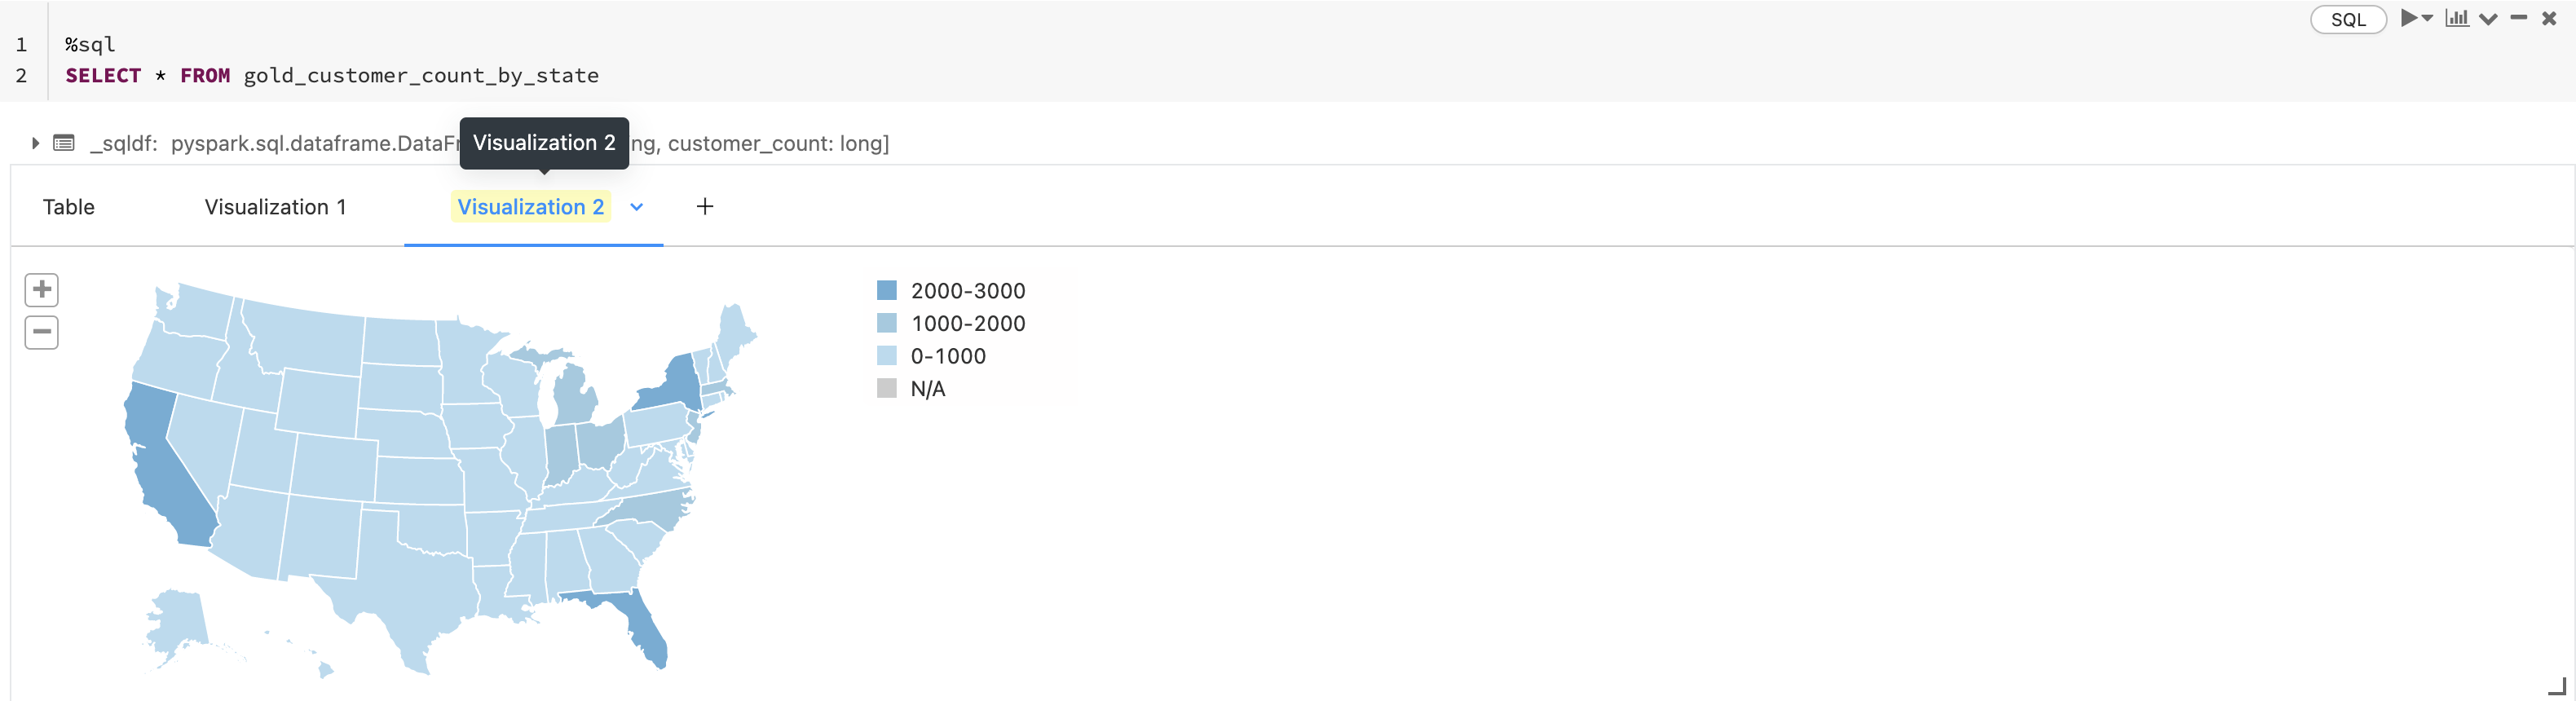 SQL
1 %sql
2 SELECT * FROM gold_customer_count_by_state
_sqldf: pyspark.sql.dataframe.DataFr
Visualization 2
ng, customer_count: long]
Table
Visualization 1
Visualization 2
+
2000-3000
1000-2000
0-1000
N/A